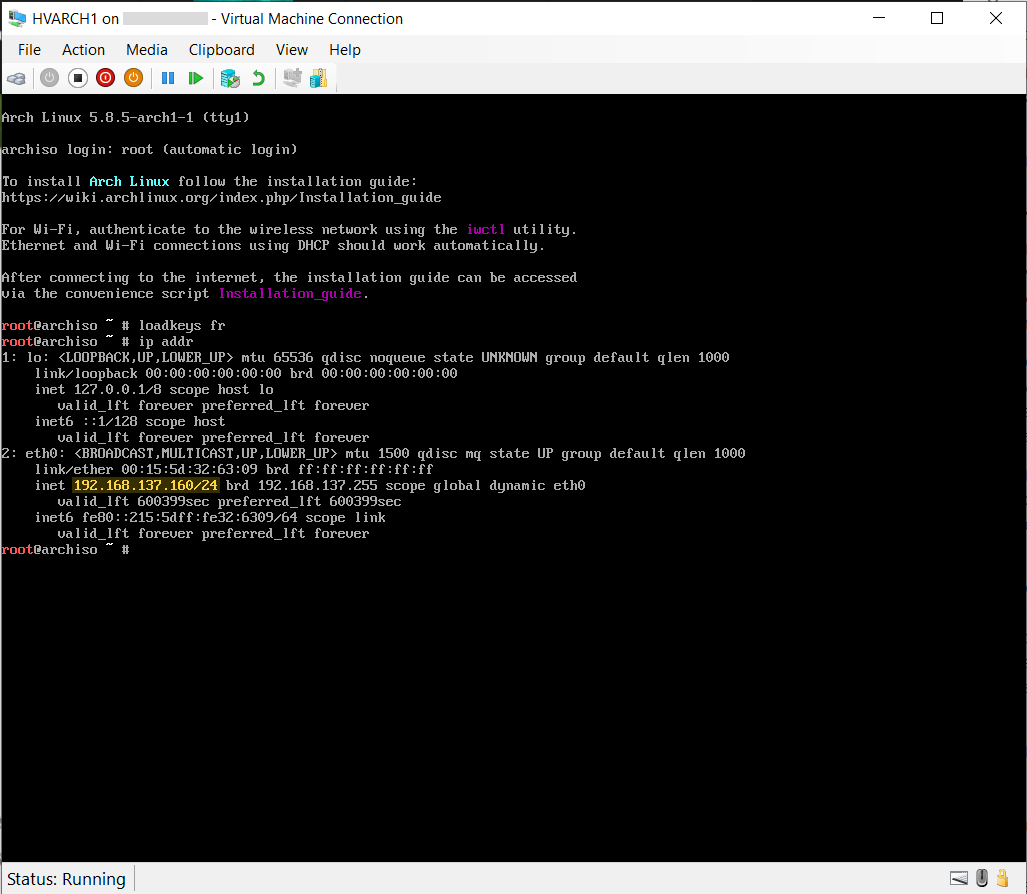 HVARCH1 on - Virtual Machine Connection
File Action Media Clipboard View Help
Arch Linux 5.8.5-arch1-1 (tty1)
archiso login: root (automatic login)
To install Arch Linux follow the installation guide:
https://wiki.archlinux.org/index.php/Installation_guide
For Wi-Fi, authenticate to the wireless network using the iwctl utility.
Ethernet and Wi-Fi connections using DHCP should work automatically.
After connecting to the internet, the installation guide can be accessed
via the convenience script Installation_guide.
root@archiso ~ # loadkeys fr
root@archiso ~ # ip addr
1: lo: <LOOPBACK,UP,LOWER_UP> mtu 65536 qdisc noqueue state UNKNOWN group default qlen 1000
link/loopback 00:00:00:00:00:00 brd 00:00:00:00:00:00
inet 127.0.0.1/8 scope host lo
valid_lft forever preferred_lft forever
inet6 ::1/128 scope host
valid_lft forever preferred_lft forever
2: eth0: <BROADCAST,MULTICAST,UP,LOWER_UP> mtu 1500 qdisc mq state UP group default qlen 1000
link/ether 00:15:5d:32:63:09 brd ff:ff:ff:ff:ff:ff
inet 192.168.137.160/24 brd 192.168.137.255 scope global dynamic eth0
valid_lft 600399sec preferred_lft 600399sec
inet6 fe80::215:5dff:fe32:6309/64 scope link
valid_lft forever preferred_lft forever
root@archiso ~ #
Status: Running